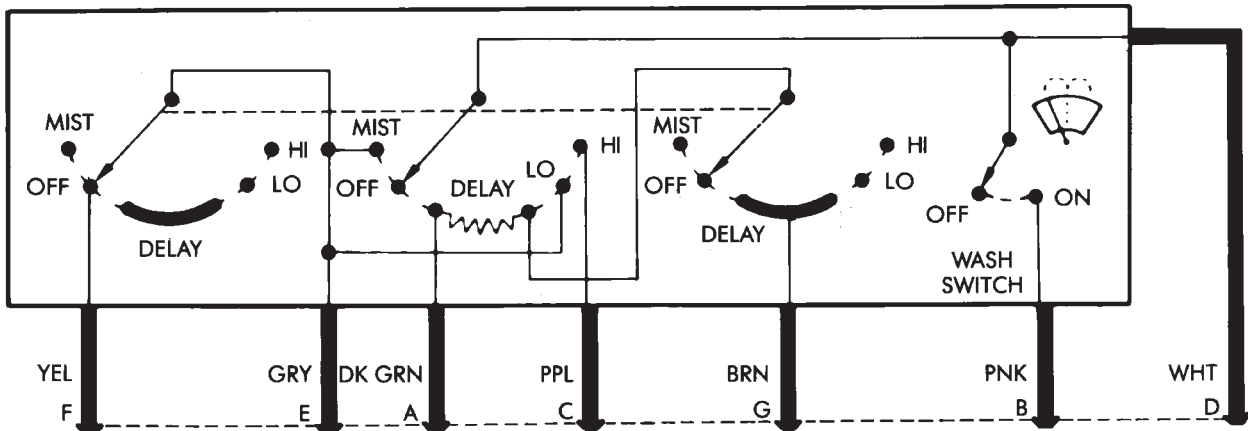 MIST
OFF
DELAY
HI
LO
MIST
OFF
DELAY
LO
HI
MIST
OFF
DELAY
HI
LO
OFF
ON
WASH
SWITCH
YEL
GRY
DK GRN
PPL
BRN
PNK
WHT
F
E
A
C
G
B
D